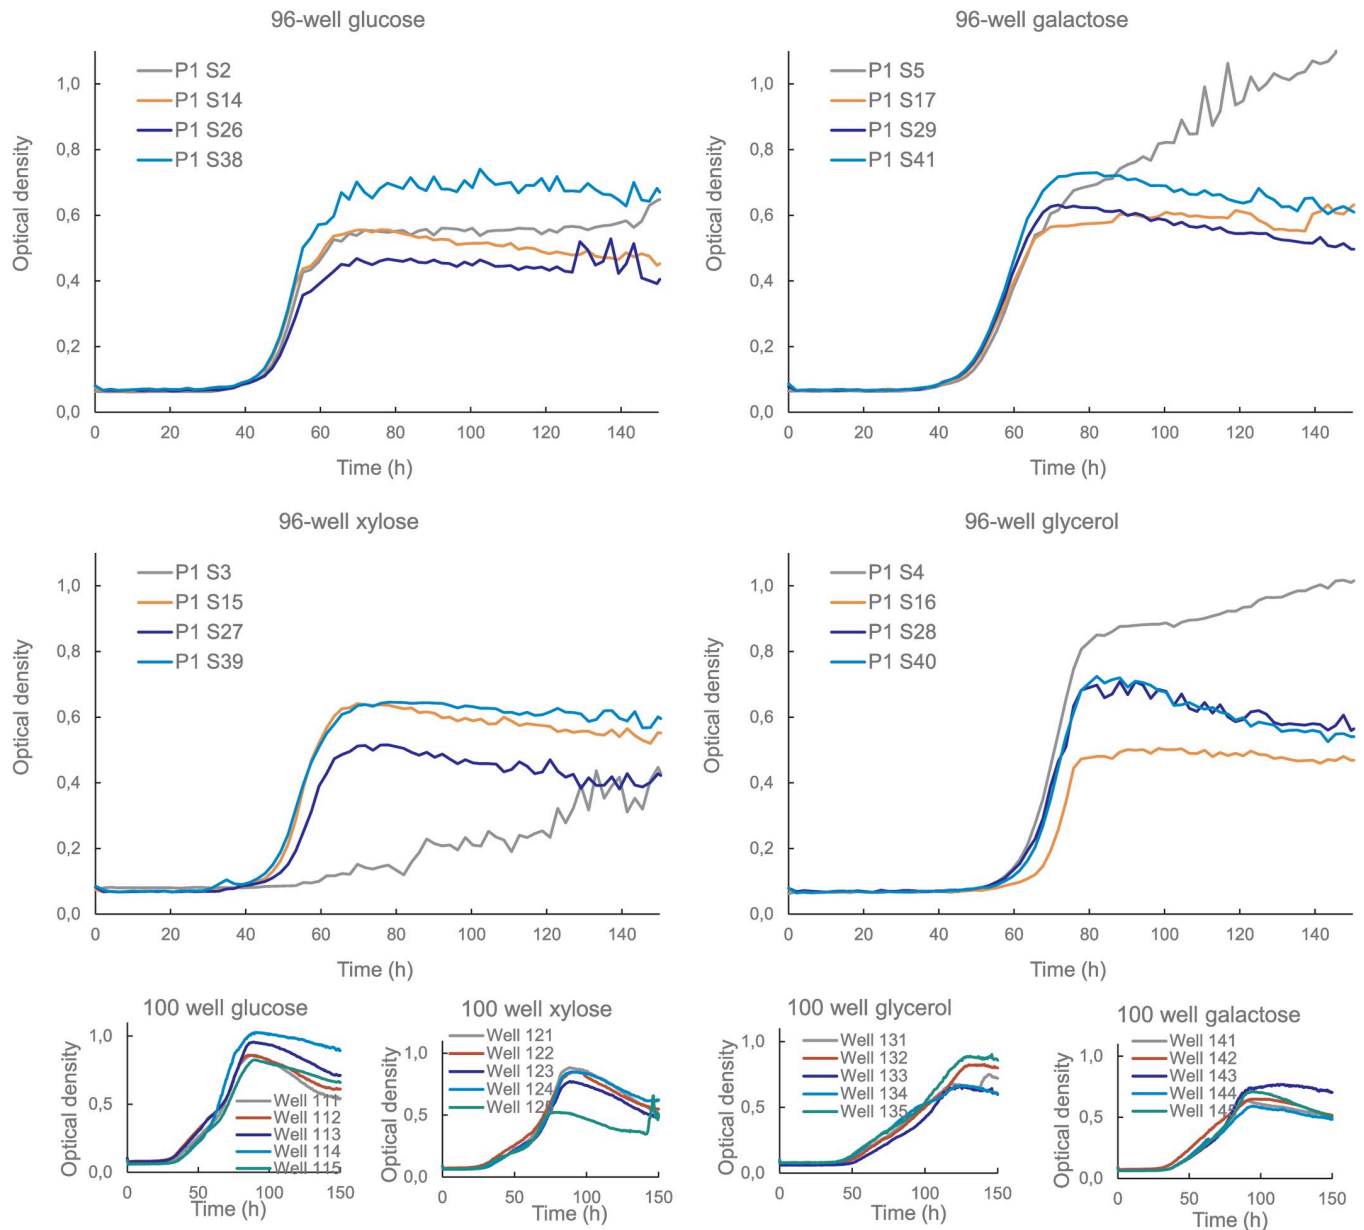 96-well glucose
P1 S2
P1 S14
P1 S26
P1 S38
Optical density
1,0
0,8
0,6
0,4
0,2
0,0
0 20 40 60 80 100 120 140
Time (h)
96-well galactose
P1 S5
P1 S17
P1 S29
P1 S41
Optical density
1,0
0,8
0,6
0,4
0,2
0,0
0 20 40 60 80 100 120 140
Time (h)
96-well xylose
P1 S3
P1 S15
P1 S27
P1 S39
Optical density
1,0
0,8
0,6
0,4
0,2
0,0
0 20 40 60 80 100 120 140
Time (h)
96-well glycerol
P1 S4
P1 S16
P1 S28
P1 S40
Optical density
1,0
0,8
0,6
0,4
0,2
0,0
0 20 40 60 80 100 120 140
Time (h)
100 well glucose
Optical density
1,0
0,5
0,0
Well 111
Well 112
Well 113
Well 114
Well 115
0 50 100 150
Time (h)
100 well xylose
Well 121
Well 122
Well 123
Well 124
Well 125
Optical density
1,0
0,5
0,0
0 50 100 150
Time (h)
100 well glycerol
Well 131
Well 132
Well 133
Well 134
Well 135
Optical density
1,0
0,5
0,0
0 50 100 150
Time (h)
100 well galactose
Well 141
Well 142
Well 143
Well 144
Well 145
Optical density
1,0
0,5
0,0
0 50 100 150
Time (h)